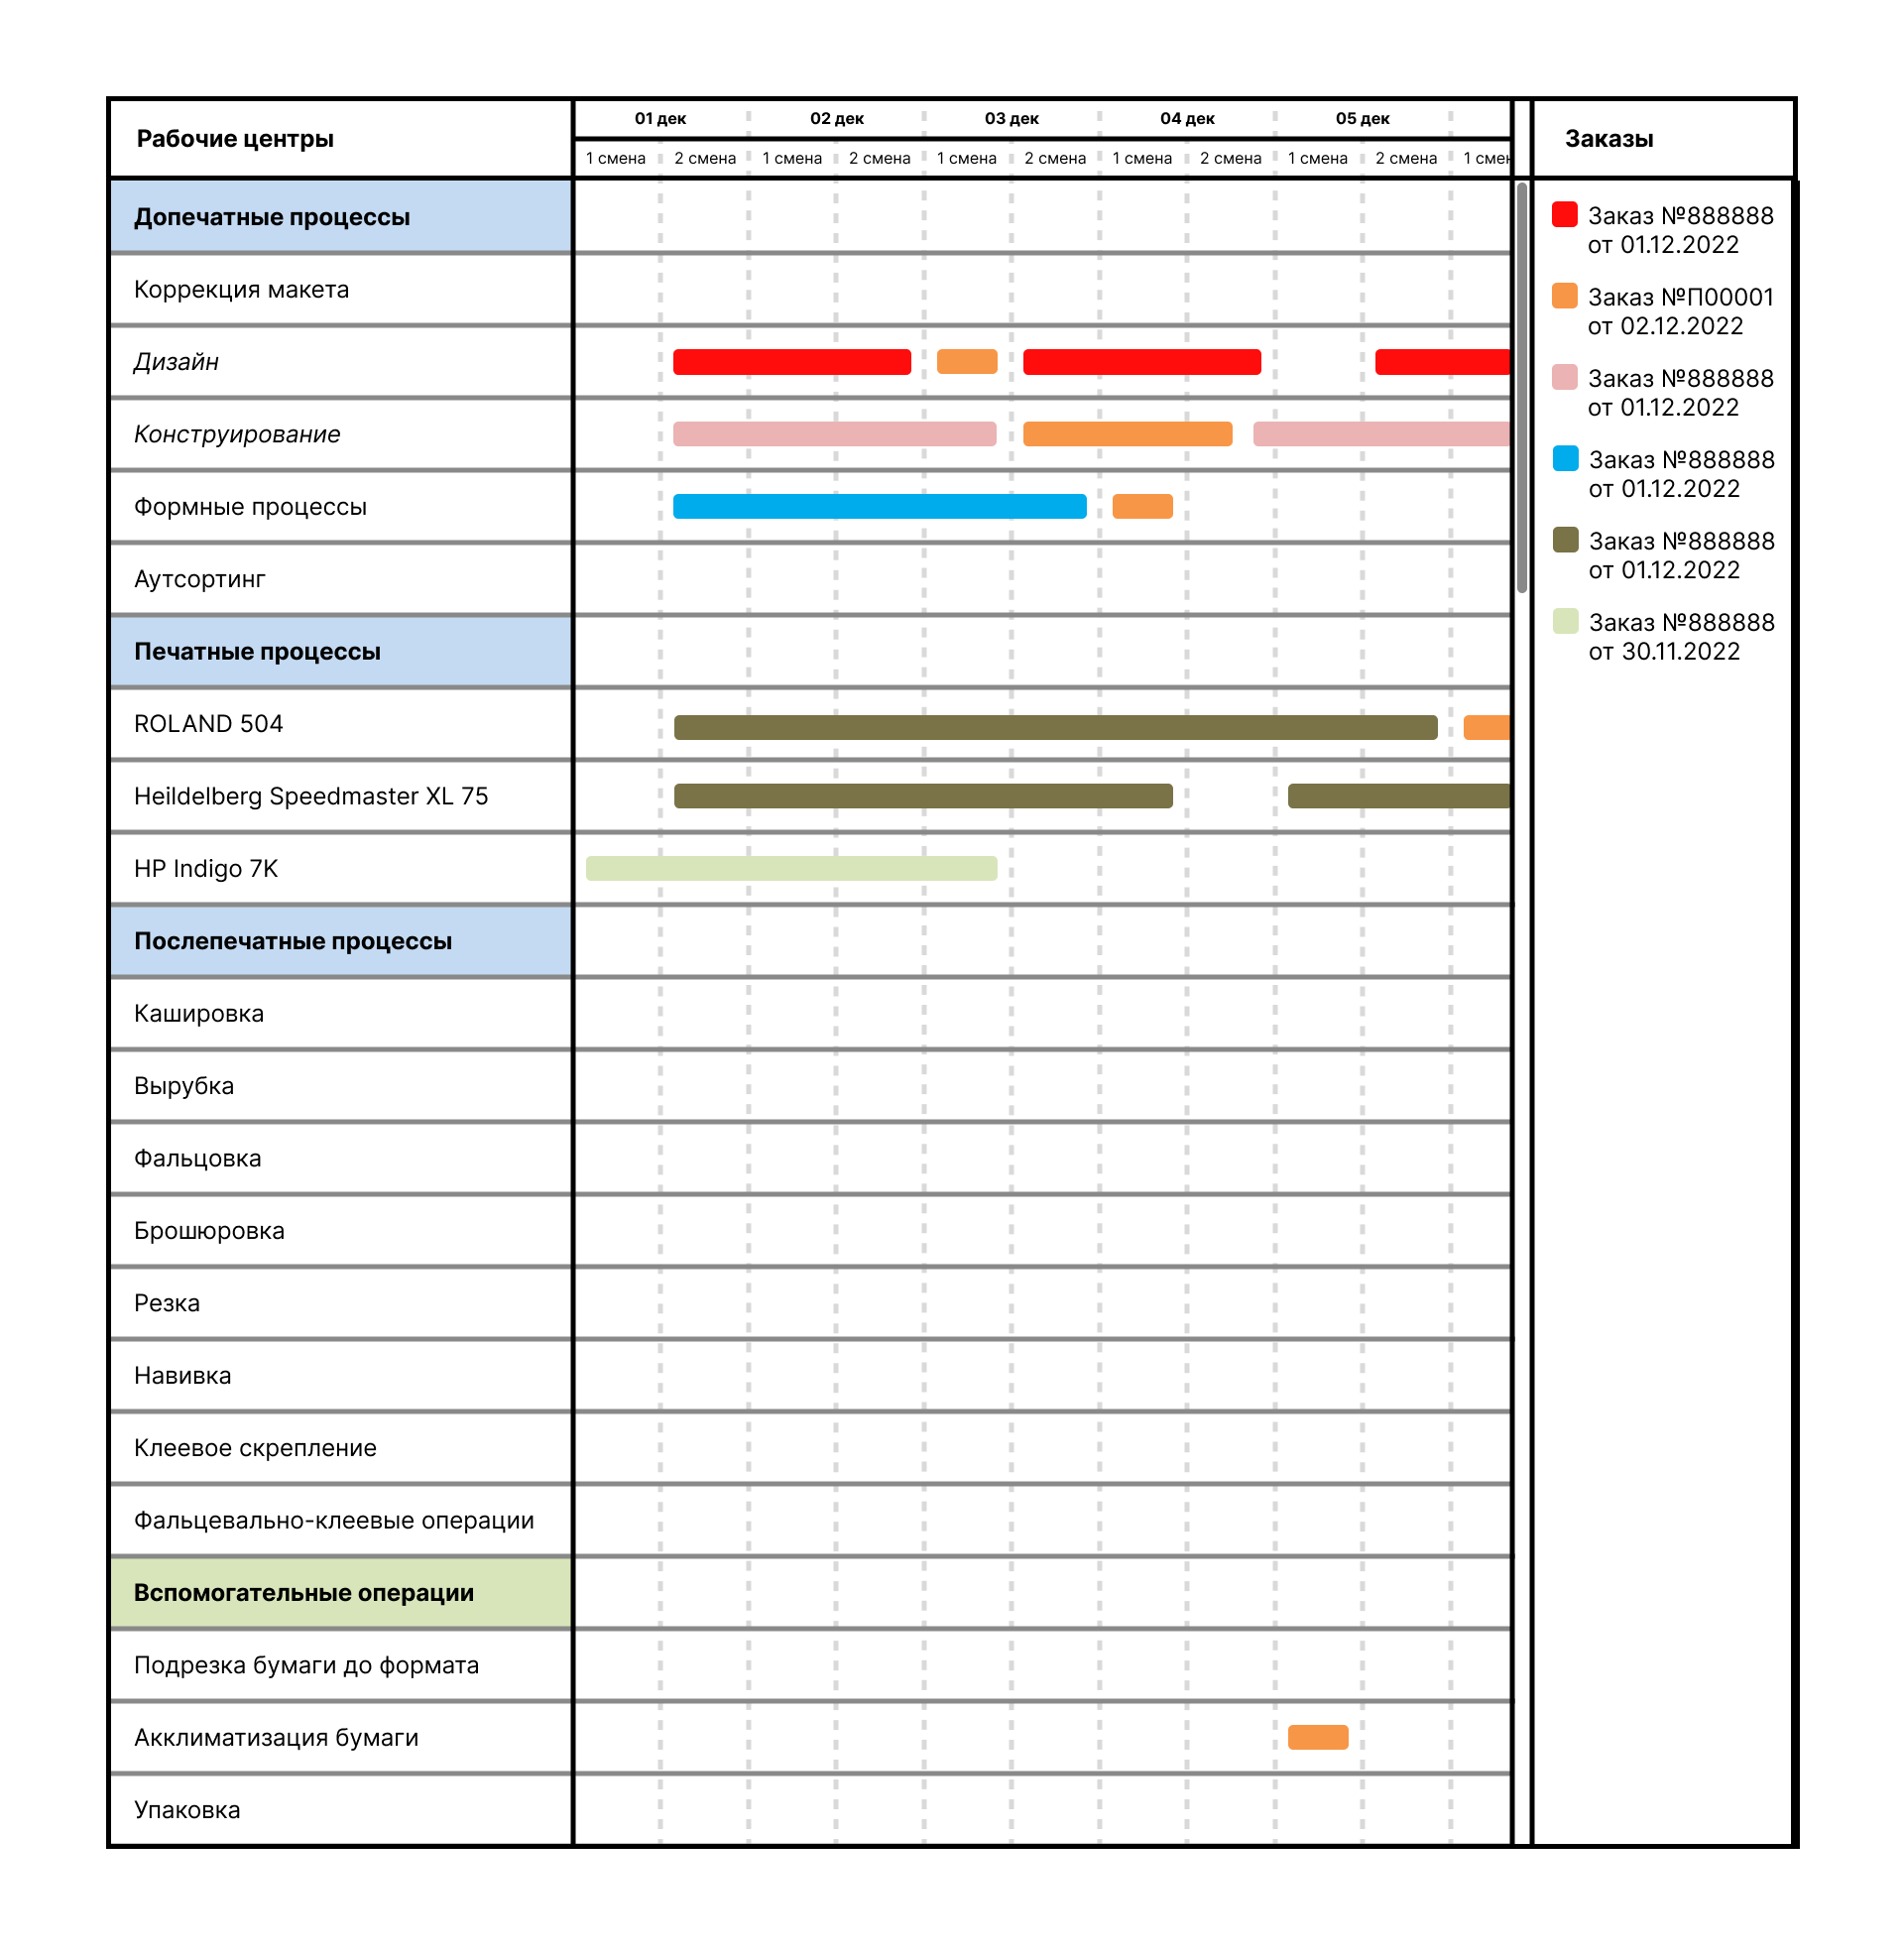 Рабочие центры
01 дек 02 дек 03 дек 04 дек 05 дек
1 смена 2 смена 1 смена 2 смена 1 смена 2 смена 1 смена 2 смена 1 смена 2 смена 1 смен
Заказы
Допечатные процессы
Коррекция макета
Дизайн
Конструирование
Формные процессы
Аутсортинг
Печатные процессы
ROLAND 504
Heildelberg Speedmaster XL 75
HP Indigo 7K
Послепечатные процессы
Кашировка
Вырубка
Фальцовка
Брошюровка
Резка
Навивка
Клеевое скрепление
Фальцевально-клеевые операции
Вспомогательные операции
Подрезка бумаги до формата
Акклиматизация бумаги
Упаковка
Заказ №888888
от 01.12.2022
Заказ №П00001
от 02.12.2022
Заказ №888888
от 01.12.2022
Заказ №888888
от 01.12.2022
Заказ №888888
от 01.12.2022
Заказ №888888
от 30.11.2022